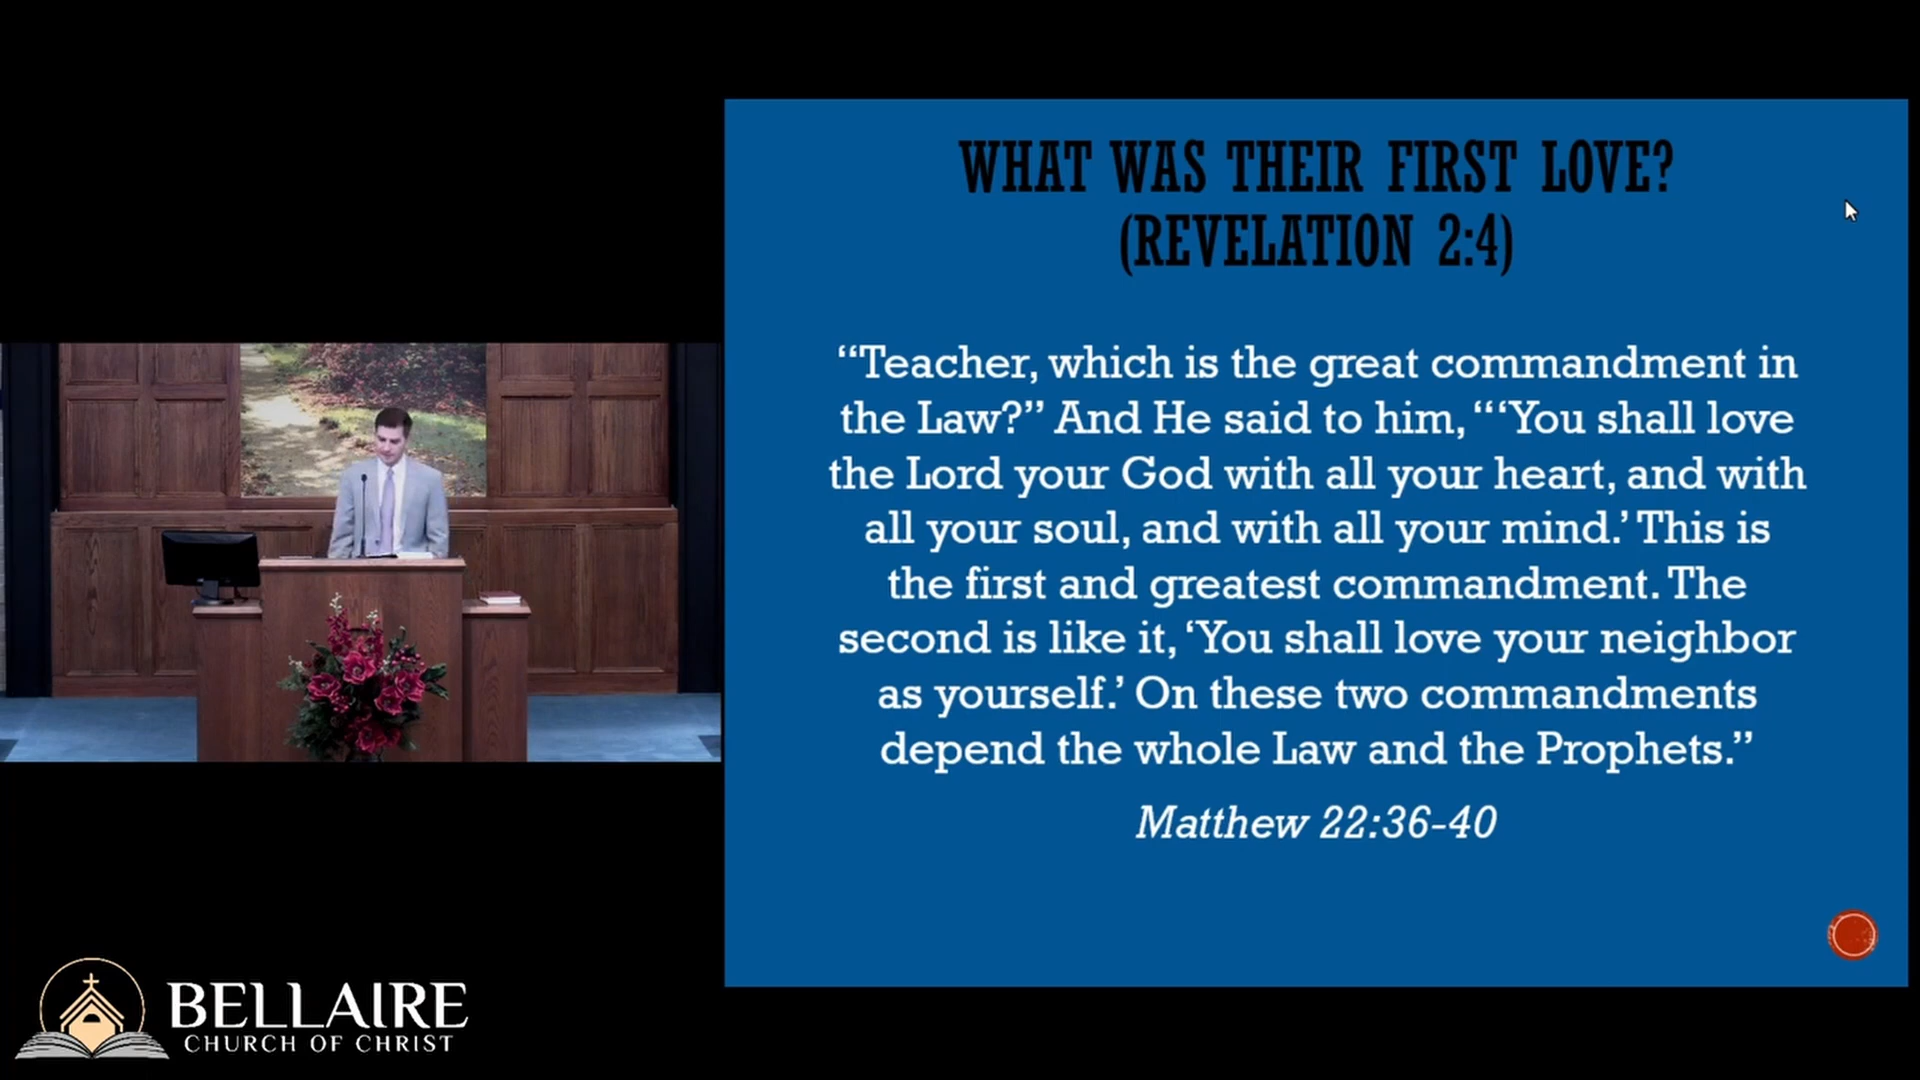 WHAT WAS THEIR FIRST LOVE?
(REVELATION 2:4)
“Teacher, which is the great commandment in
the Law?” And He said to him, “‘“You shall love
the Lord your God with all your heart, and with
all your soul, and with all your mind.’ This is
the first and greatest commandment. The
second is like it, ‘You shall love your neighbor
as yourself.’ On these two commandments
depend the whole Law and the Prophets.”
Matthew 22:36-40
BELLAIRE
CHURCH OF CHRIST